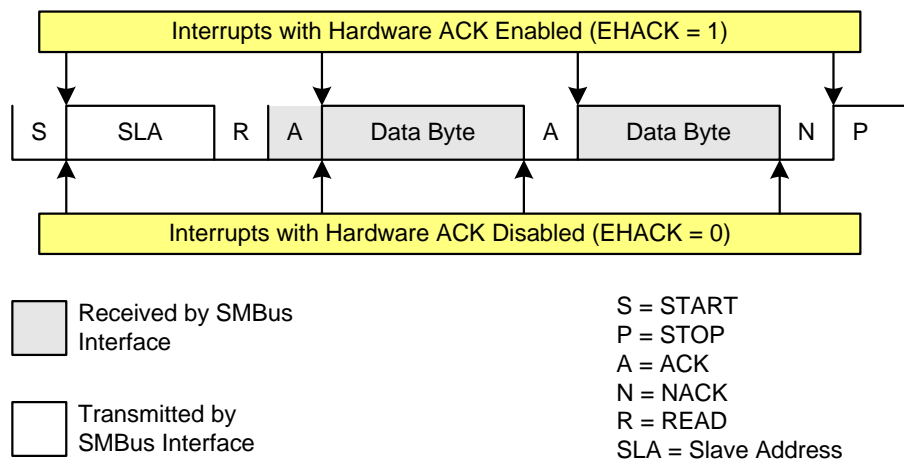 Interrupts with Hardware ACK Enabled (EHACK = 1)
S SLA R A Data Byte A Data Byte N P
Interrupts with Hardware ACK Disabled (EHACK = 0)
Received by SMBus
Interface
Transmitted by
SMBus Interface
S = START
P = STOP
A = ACK
N = NACK
R = READ
SLA = Slave Address